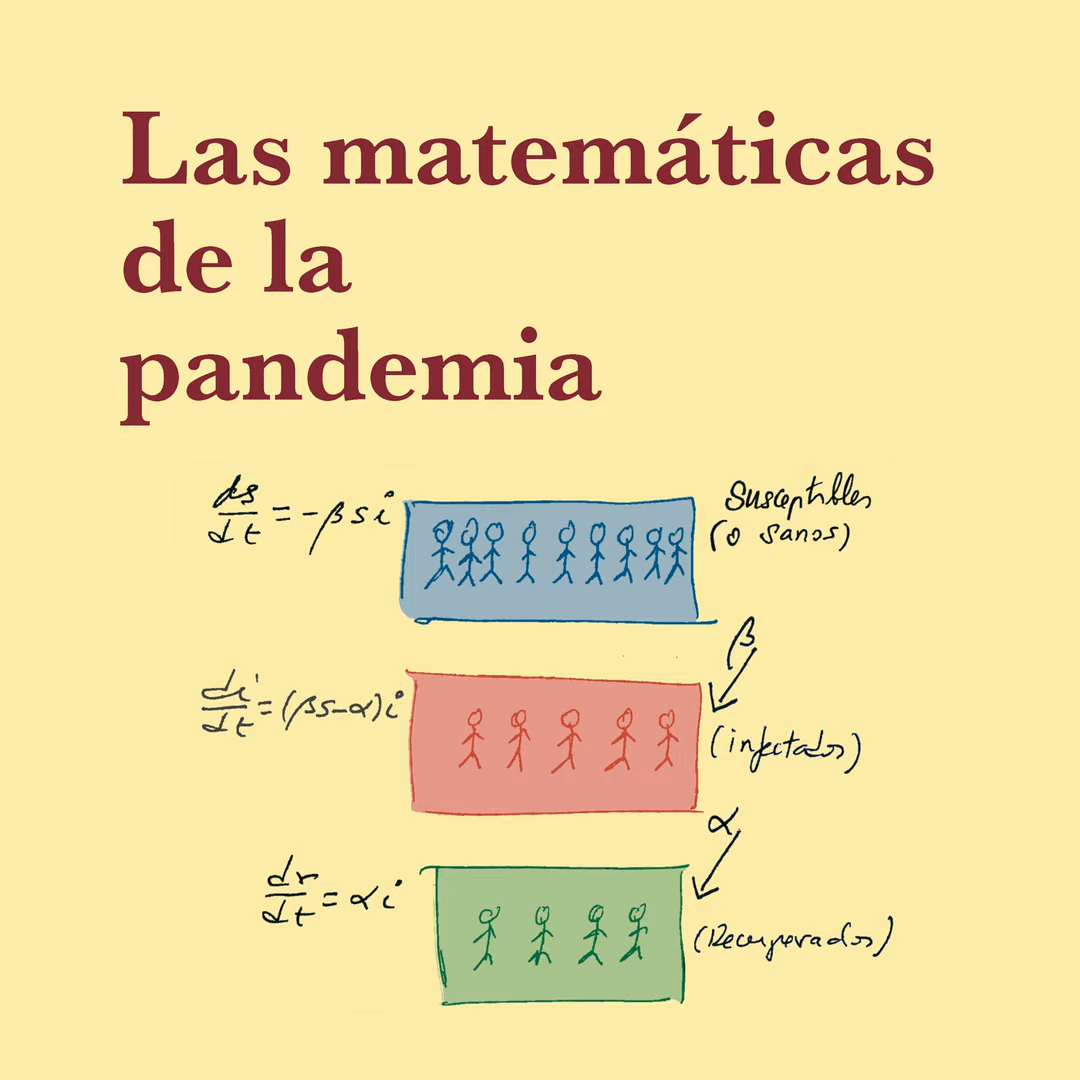 Las matemáticas
de la
pandemia
ds/dt = -βsi
Susceptibles
(o sanos)
β
di/dt = (βs-α)i
(infectados)
α
dr/dt = αi
(Recuperados)